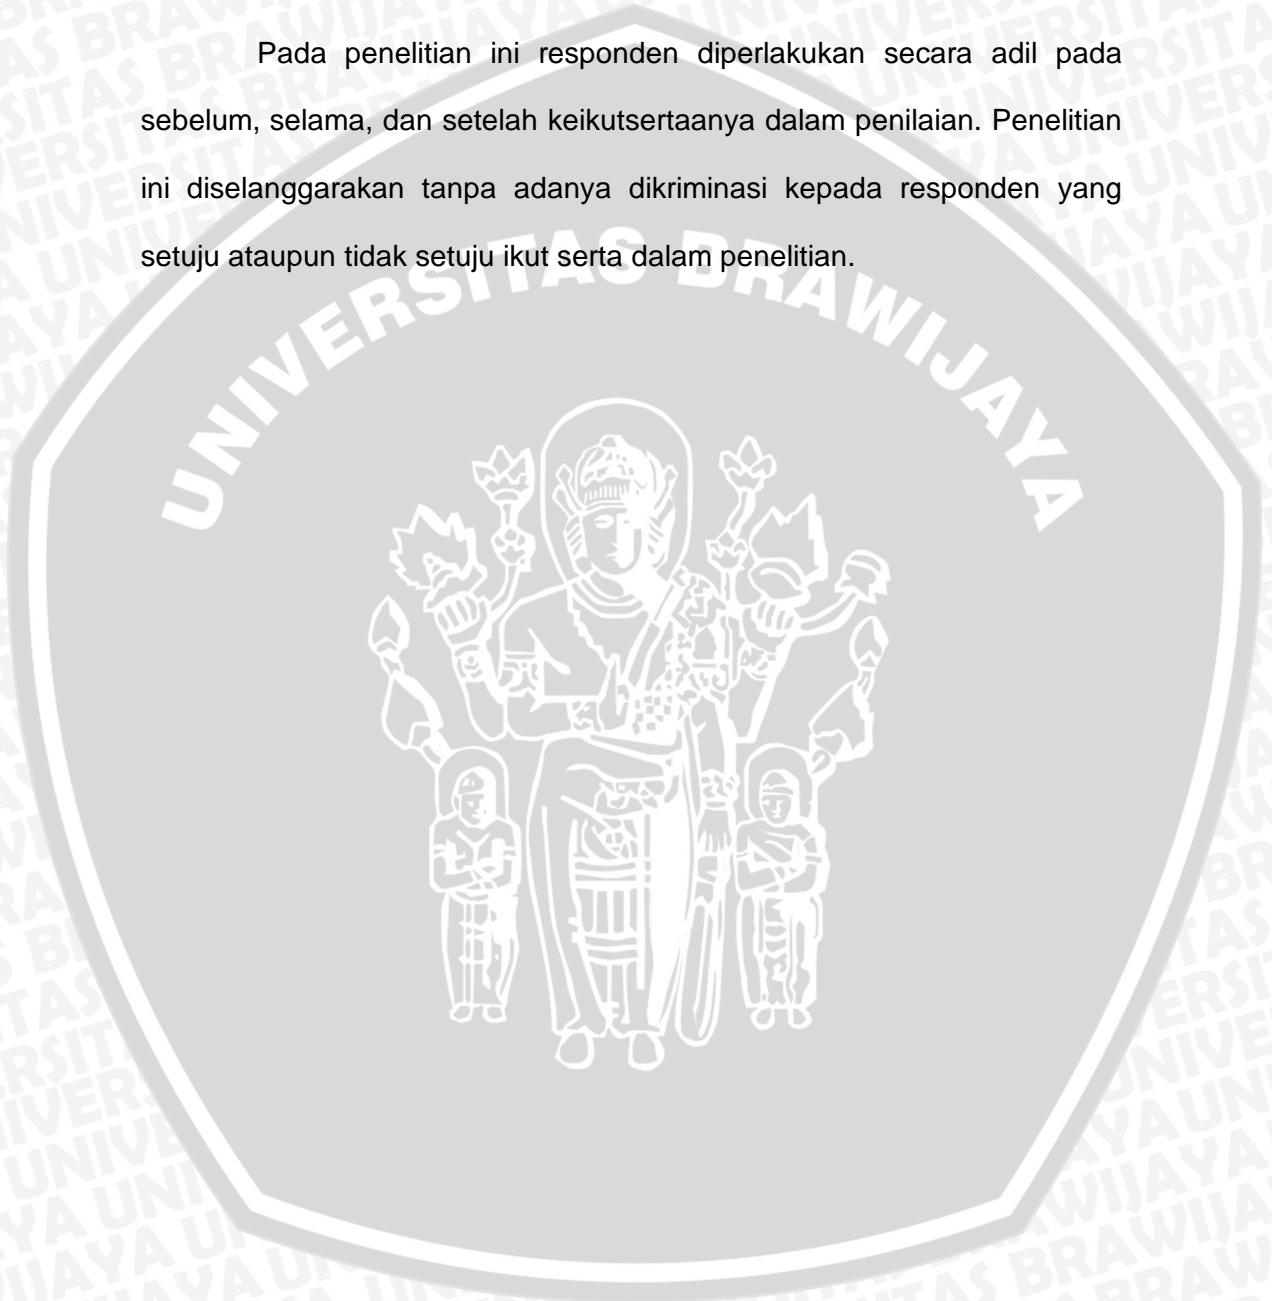 Pada penelitian ini responden diperlakukan secara adil pada
sebelum, selama, dan setelah keikutsertaanya dalam penilaian. Penelitian
ini diselanggarakan tanpa adanya dikriminasi kepada responden yang
setuju ataupun tidak setuju ikut serta dalam penelitian.
UNIVERSITAS BRAWIJAYA